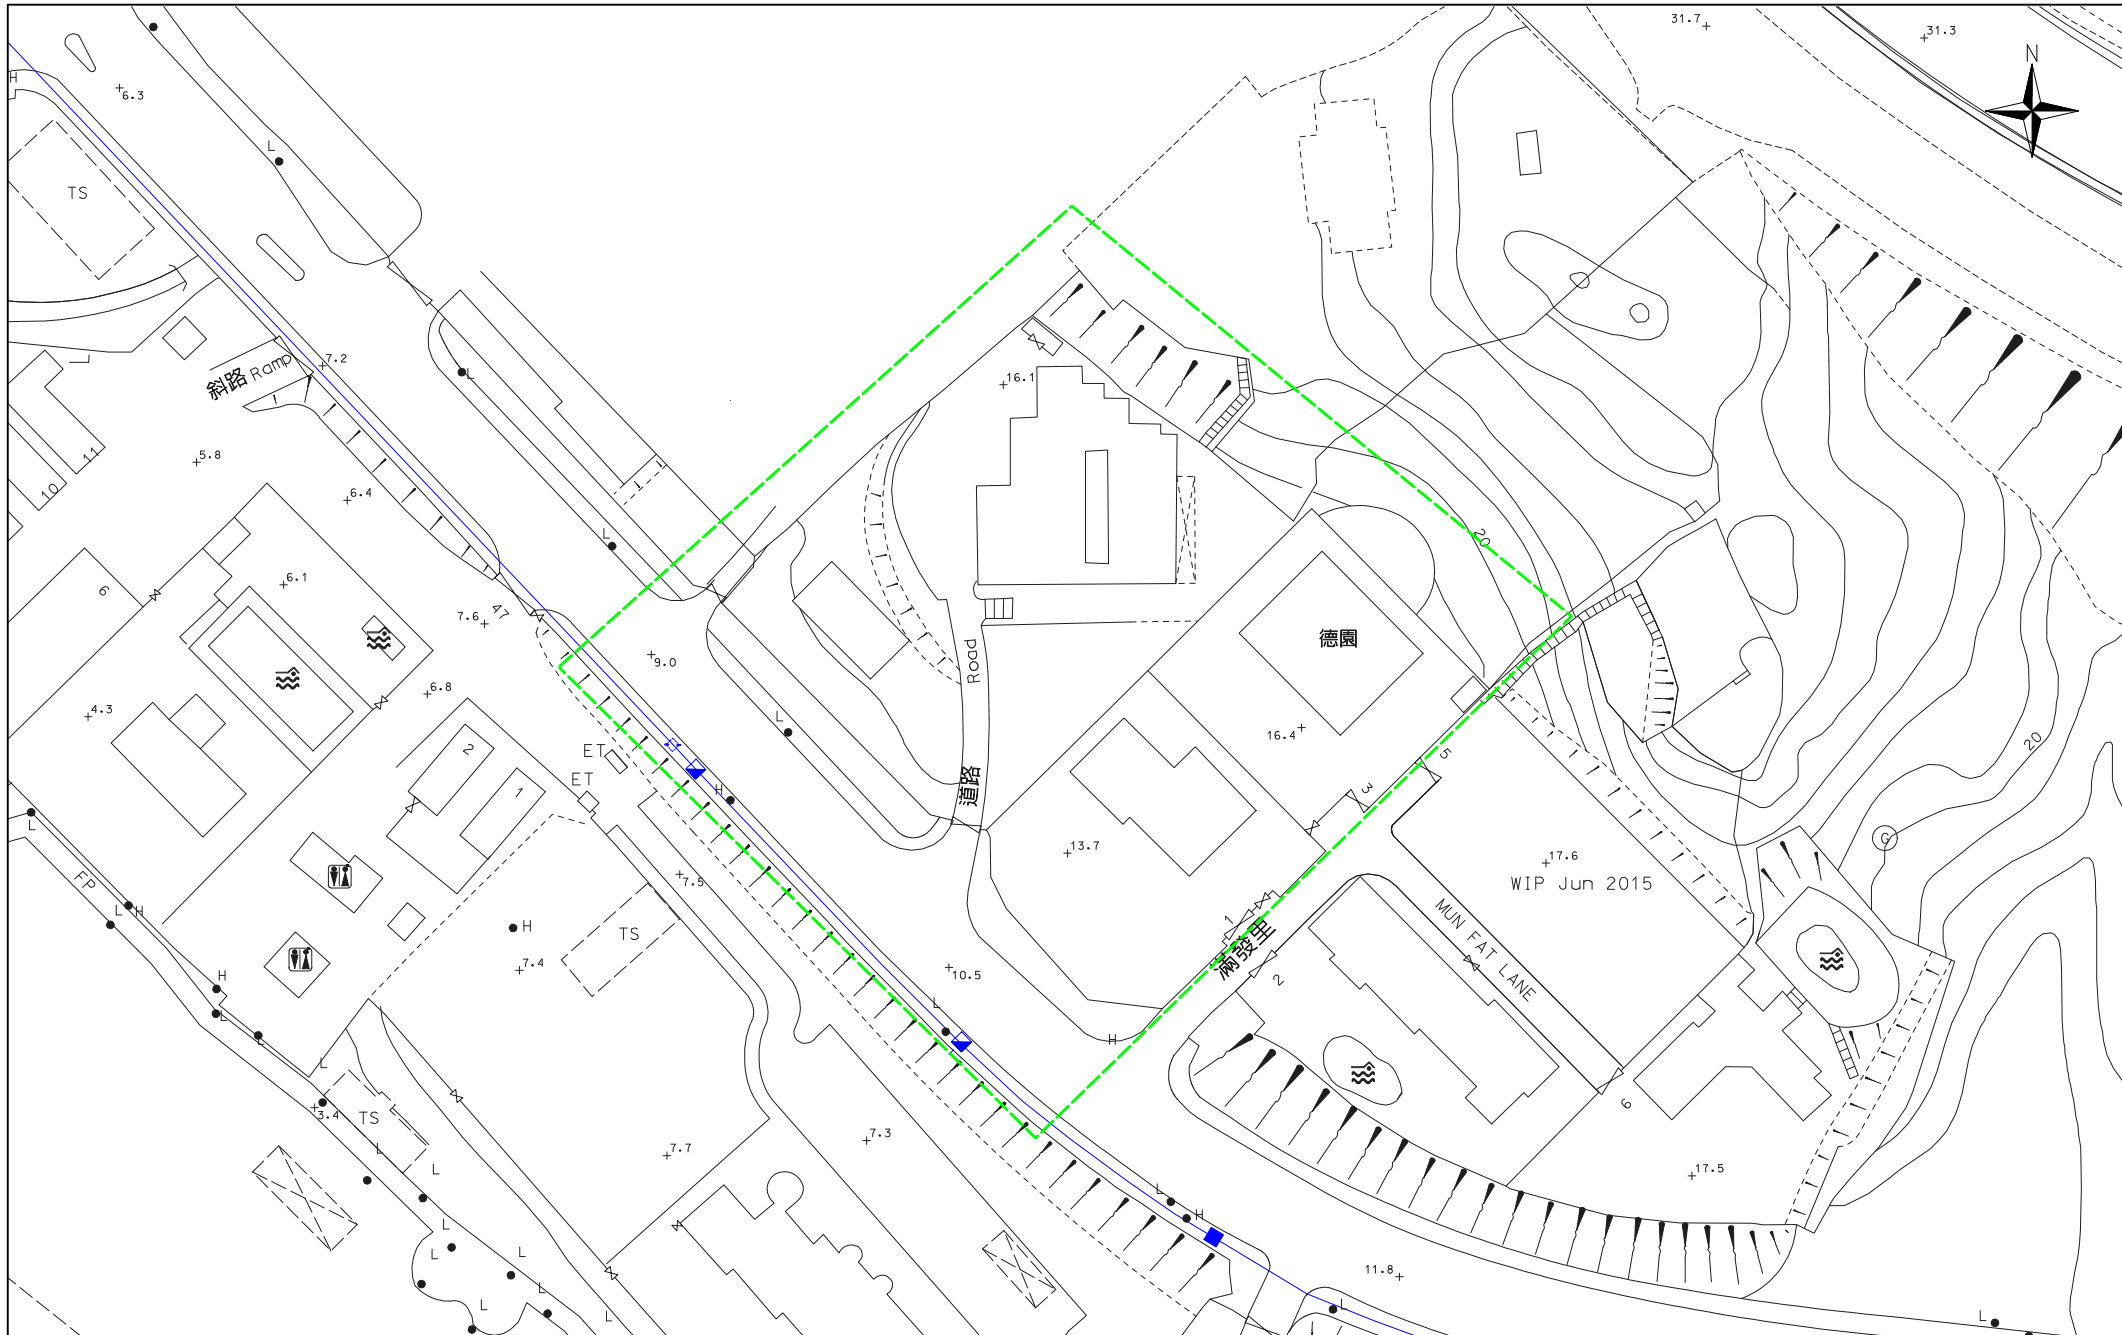 31.7
31.3
N
H
6.3
L
TS
斜路 Ramp
7.2
L
16.1
11
5.8
10
6.4
L
20
6.1
6
47
7.6
9.0
道路 Road
德園
6.8
4.3
L
16.4
2
ET
ET
1
5
3
20
H
L
G
13.7
17.6
WIP Jun 2015
FP
7.5
L
H
H
TS
1
滿發里
2
MUN FAT LANE
7.4
10.5
H
L
L
H
L
6
3.4
TS
L
L
7.3
7.7
17.5
L
H
L
L
L
11.8
L
L
L
L
L